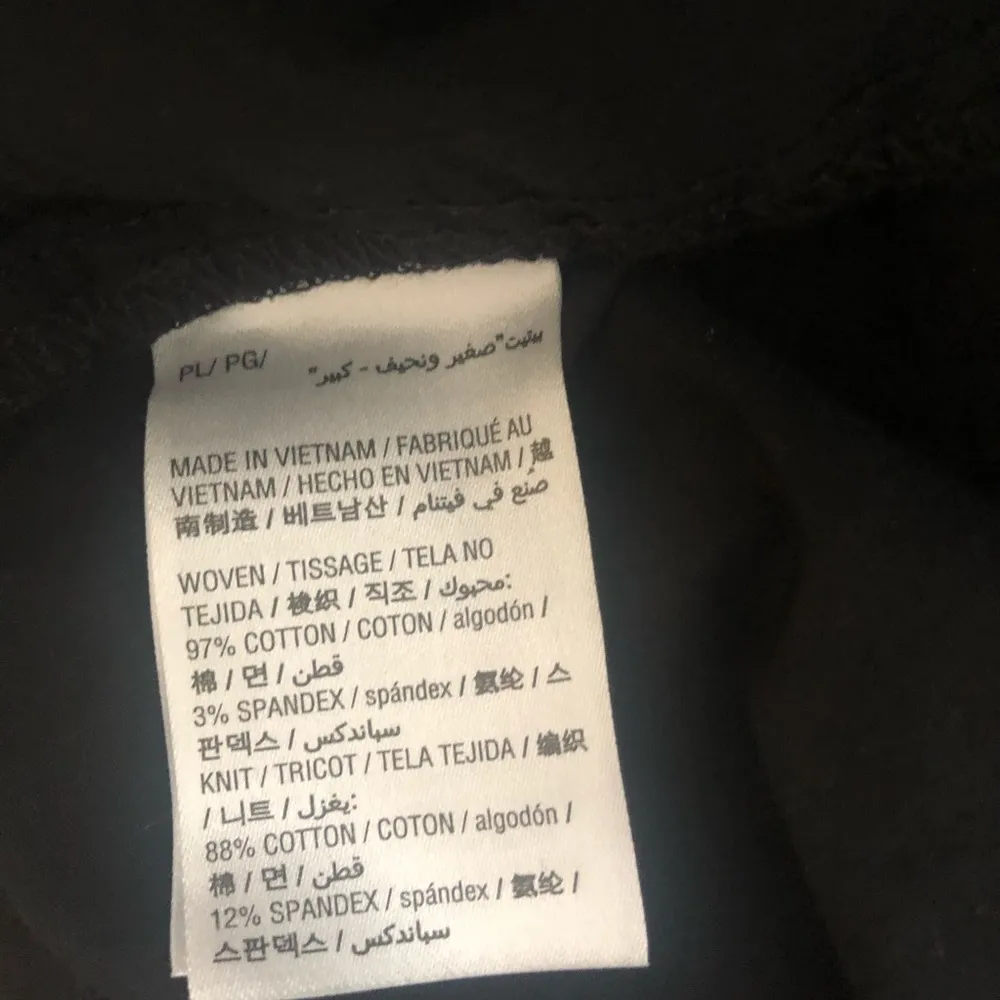 PL/ PG/ بيتيت"صغير ونحيف - كبير"
MADE IN VIETNAM / FABRIQUÉ AU
VIETNAM / HECHO EN VIETNAM / 越
南制造 / 베트남산 / صُنع في فيتنام
WOVEN / TISSAGE / TELA NO
TEJIDA / 梭织 / 직조 / محبوك:
97% COTTON / COTON / algodón /
棉 / 면 / قطن
3% SPANDEX / spándex / 氨纶 / 스
판덱스 / سباندكس
KNIT / TRICOT / TELA TEJIDA / 编织
/ 니트 / يغزل:
88% COTTON / COTON / algodón /
棉 / 면 / قطن
12% SPANDEX / spándex / 氨纶 /
스판덱스 / سباندكس